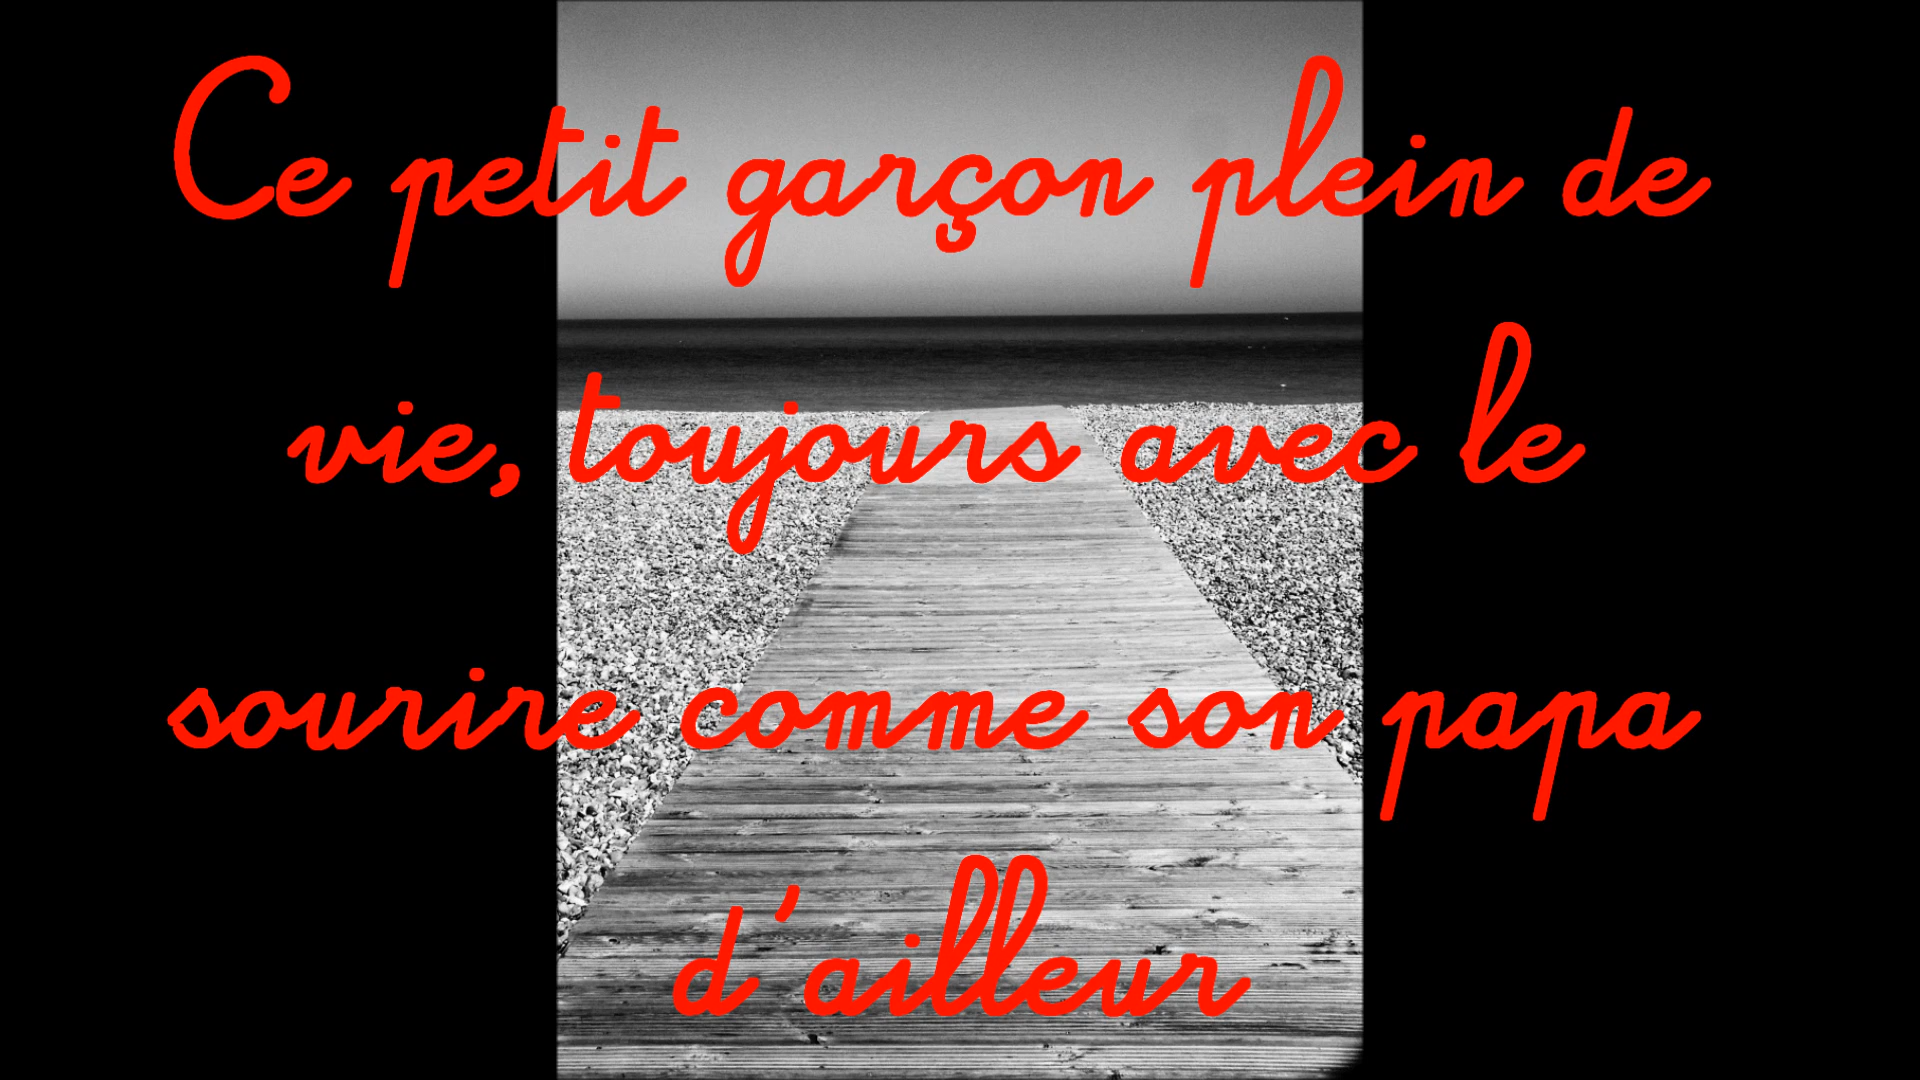 Ce petit garçon plein de
vie, toujours avec le
sourire comme son papa
d'ailleur